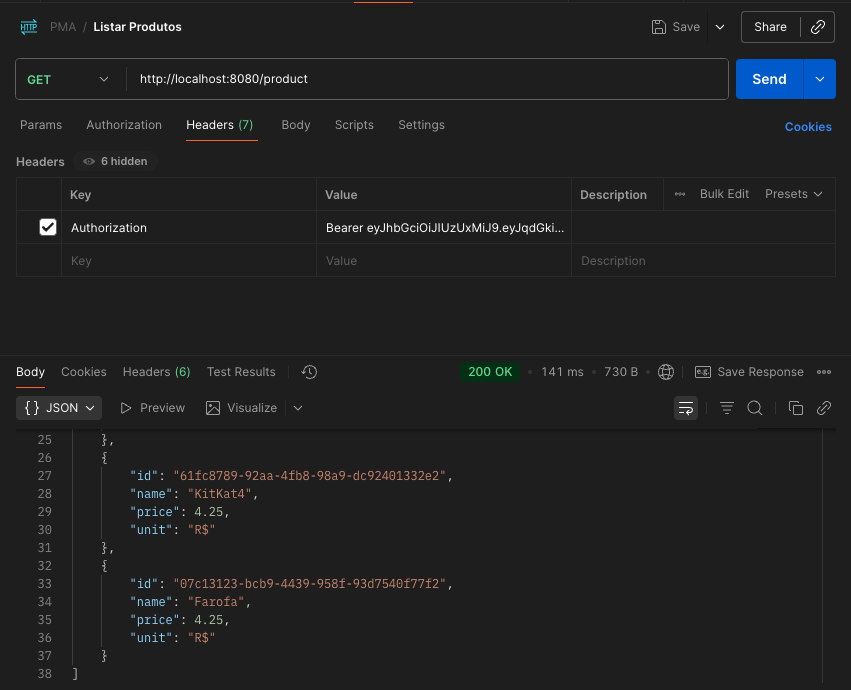 HTTP PMA / Listar Produtos Save Share
GET http://localhost:8080/product Send
Params Authorization Headers (7) Body Scripts Settings Cookies
Headers 6 hidden
Key Value Description Bulk Edit Presets
Authorization Bearer eyJhbGciOiJIUzUxMiJ9.eyJqdGki...
Key Value Description
Body Cookies Headers (6) Test Results 200 OK • 141 ms • 730 B • Save Response
{} JSON Preview Visualize
25 },
26 {
27 "id": "61fc8789-92aa-4fb8-98a9-dc92401332e2",
28 "name": "KitKat4",
29 "price": 4.25,
30 "unit": "R$"
31 },
32 {
33 "id": "07c13123-bcb9-4439-958f-93d7540f77f2",
34 "name": "Farofa",
35 "price": 4.25,
36 "unit": "R$"
37 }
38 ]